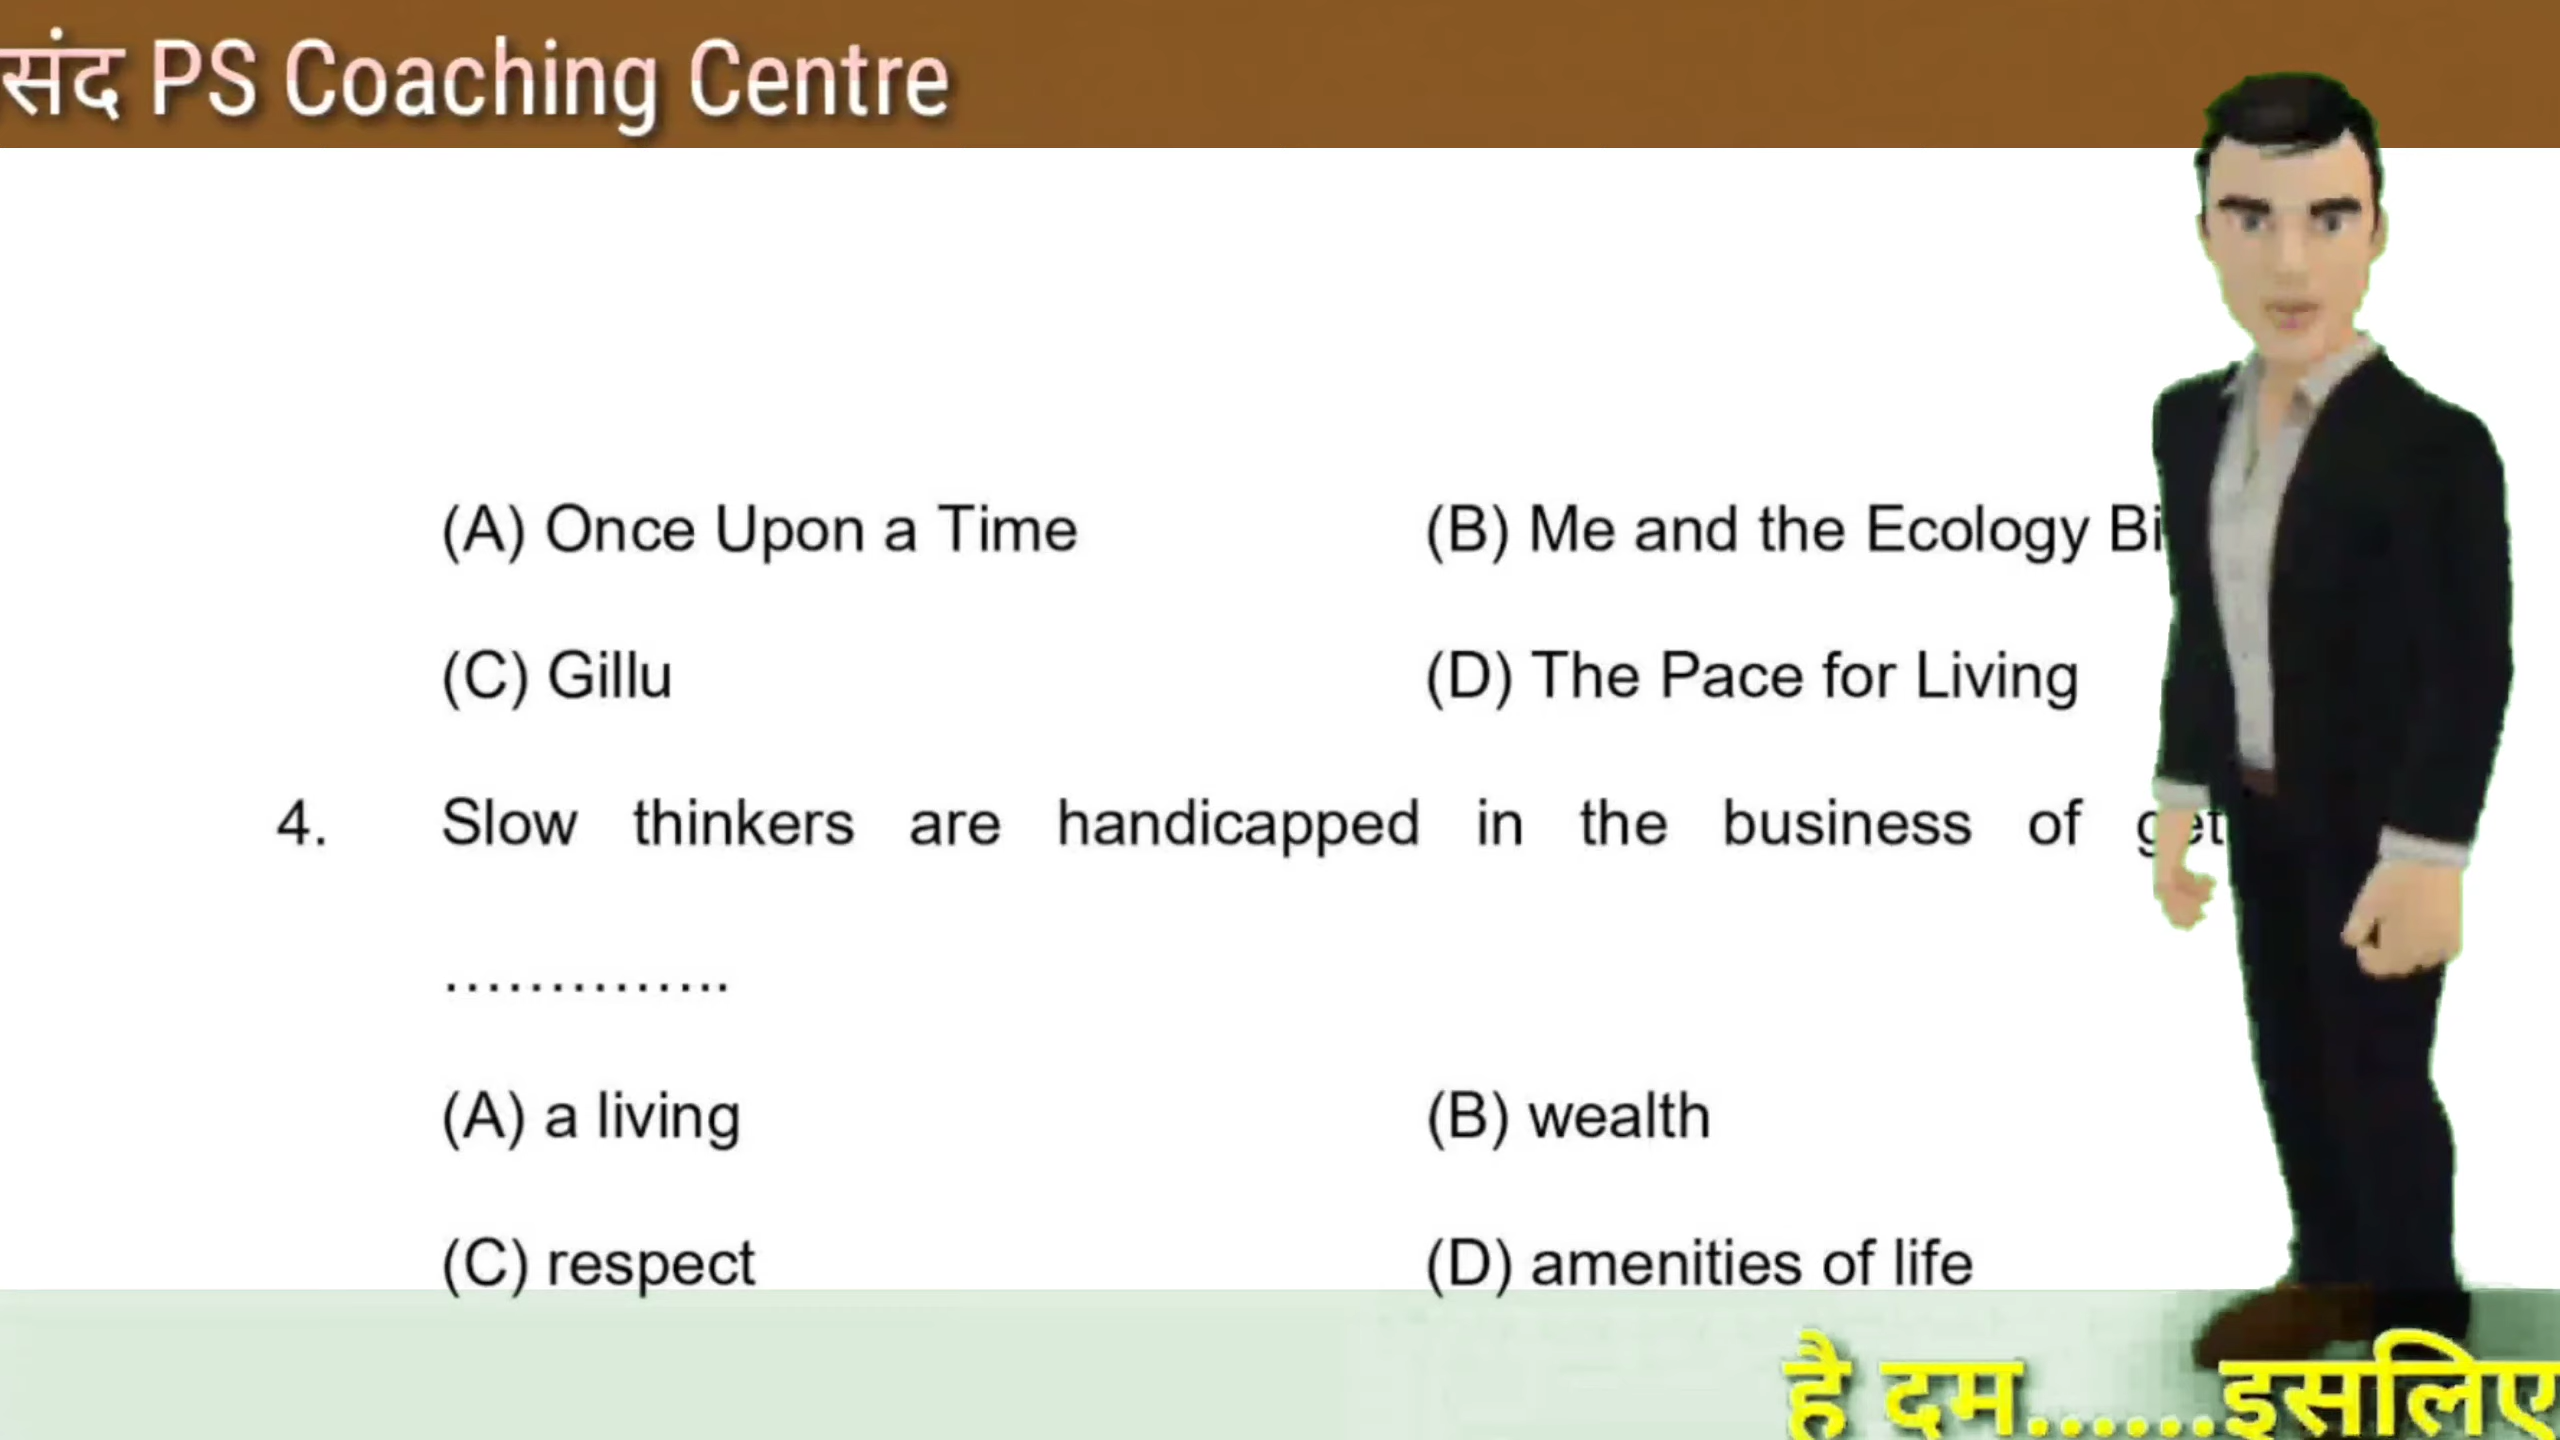 संद PS Coaching Centre
(A) Once Upon a Time (B) Me and the Ecology
(C) Gillu (D) The Pace for Living
4. Slow thinkers are handicapped in the business of
…………..
(A) a living (B) wealth
(C) respect (D) amenities of life
है दम......इसलिए